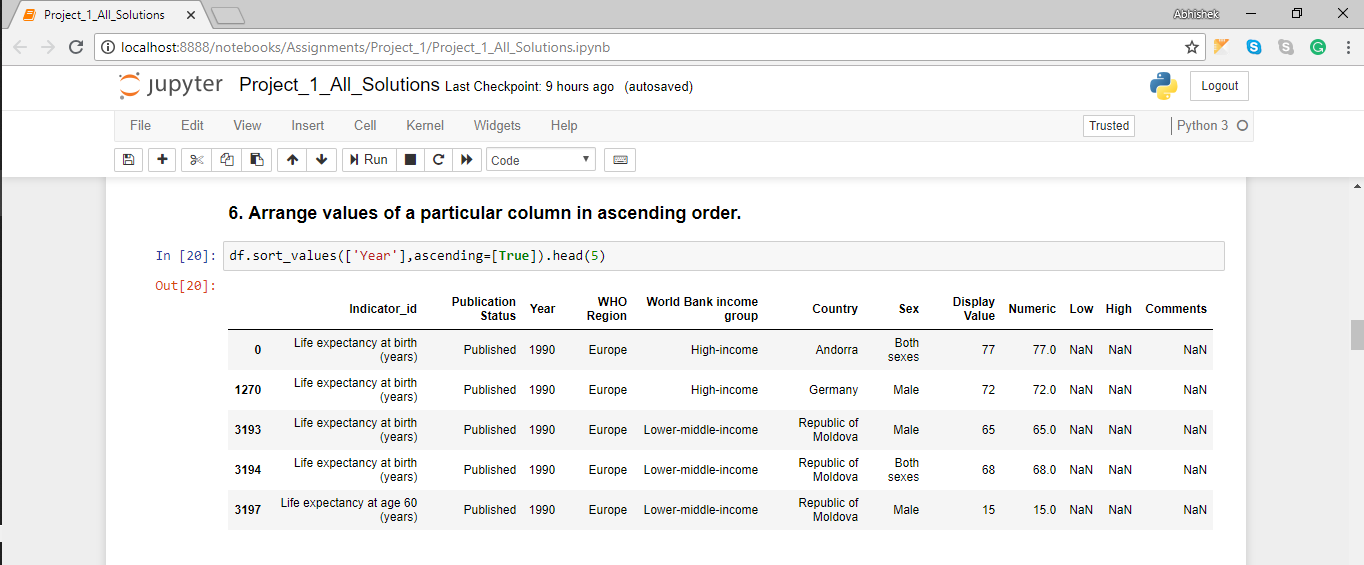 Project_1_All_Solutions
Abhishek
localhost:8888/notebooks/Assignments/Project_1/Project_1_All_Solutions.ipynb
jupyter Project_1_All_Solutions Last Checkpoint: 9 hours ago (autosaved)
Logout
File Edit View Insert Cell Kernel Widgets Help Trusted Python 3
Run Code
6. Arrange values of a particular column in ascending order.
In [20]: df.sort_values(['Year'],ascending=[True]).head(5)
Out[20]:
Indicator_id Publication Status Year WHO Region World Bank income group Country Sex Display Value Numeric Low High Comments
0 Life expectancy at birth (years) Published 1990 Europe High-income Andorra Both sexes 77 77.0 NaN NaN NaN
1270 Life expectancy at birth (years) Published 1990 Europe High-income Germany Male 72 72.0 NaN NaN NaN
3193 Life expectancy at birth (years) Published 1990 Europe Lower-middle-income Republic of Moldova Male 65 65.0 NaN NaN NaN
3194 Life expectancy at birth (years) Published 1990 Europe Lower-middle-income Republic of Moldova Both sexes 68 68.0 NaN NaN NaN
3197 Life expectancy at age 60 (years) Published 1990 Europe Lower-middle-income Republic of Moldova Male 15 15.0 NaN NaN NaN